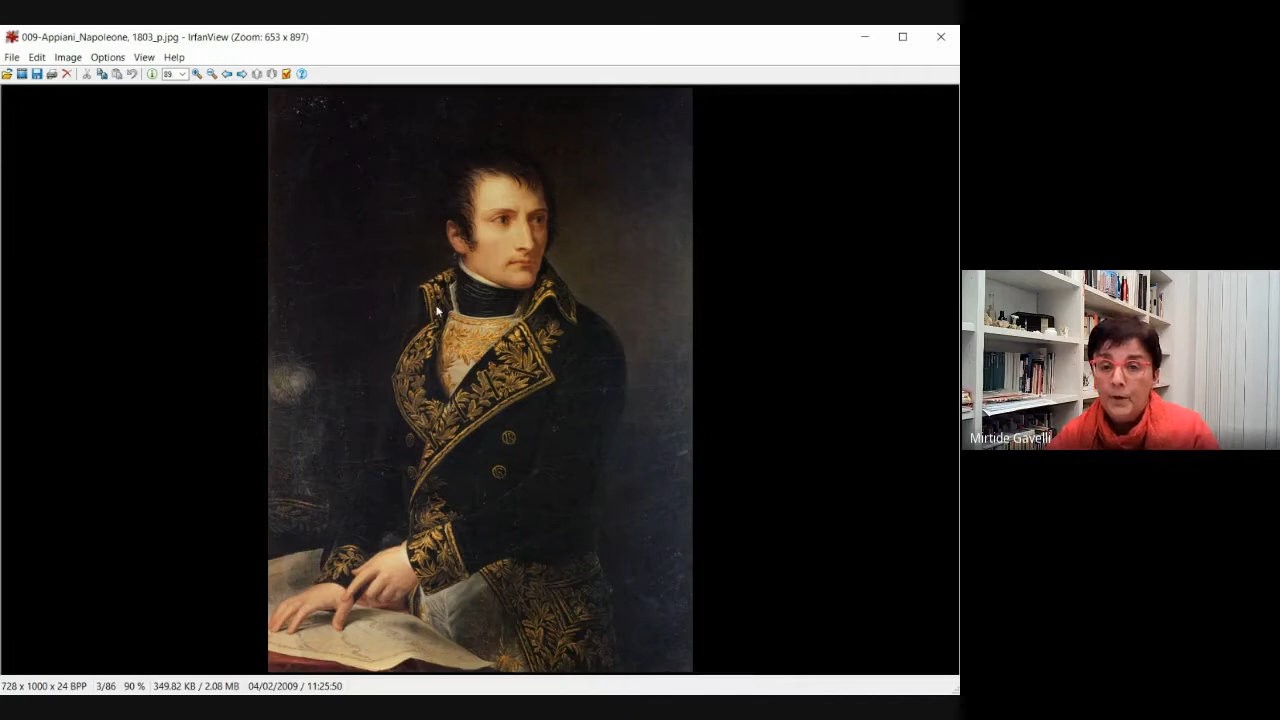 009-Appiani_Napoleone, 1803_p.jpg - IrfanView (Zoom: 653 x 897)
File Edit Image Options View Help
89
728 x 1000 x 24 BPP 3/86 90 % 349.82 KB / 2.08 MB 04/02/2009 / 11:25:50
Mirtide Gavelli